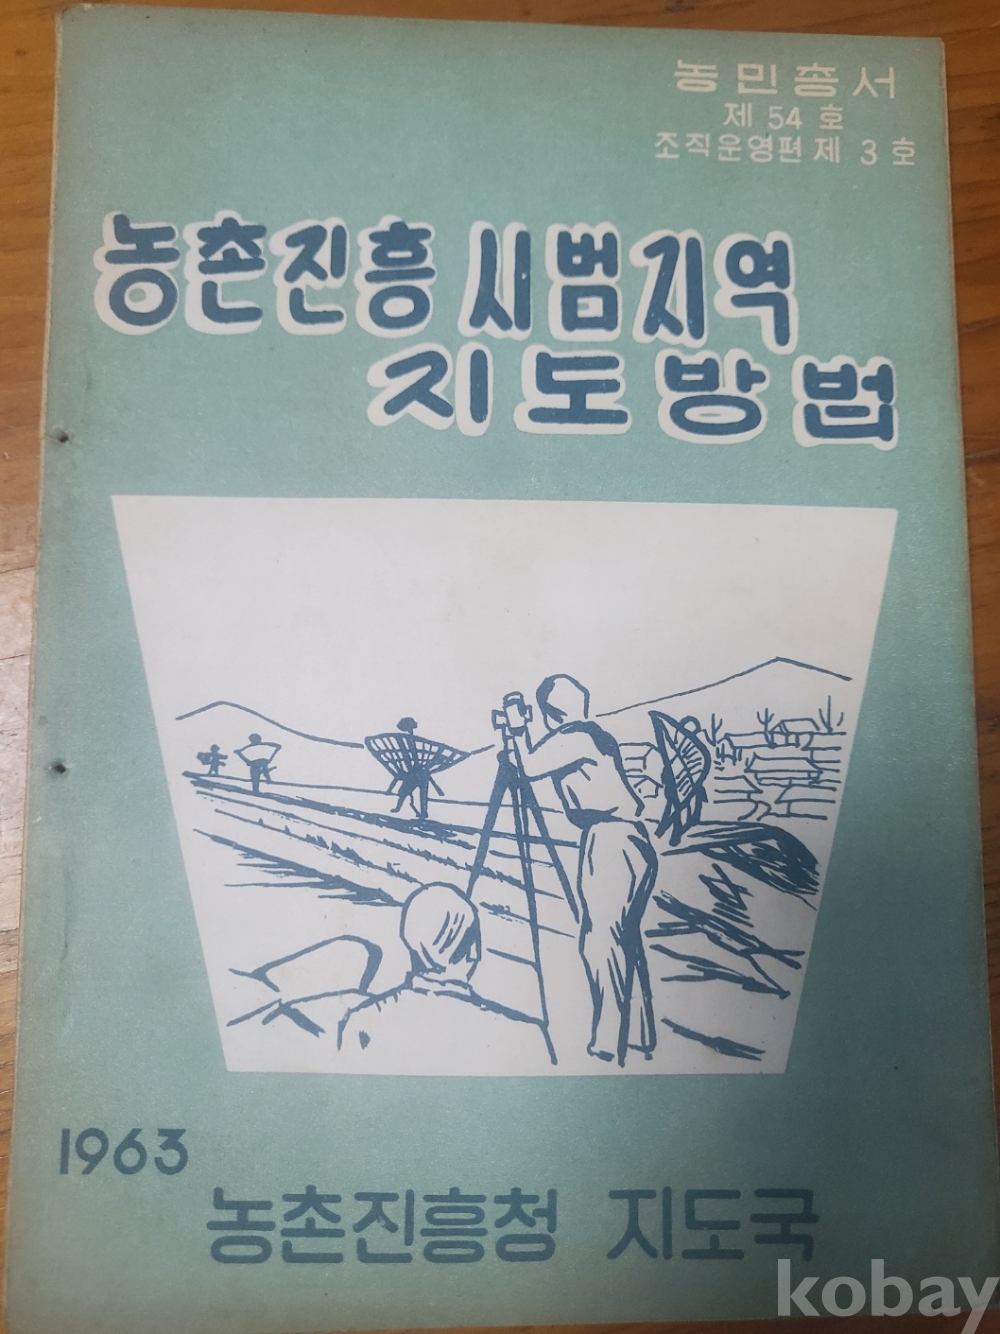 농민총서
제 54 호
조직운영편 제 3 호
농촌진흥 시범지역
지도방법
1963
농촌진흥청 지도국
kobay